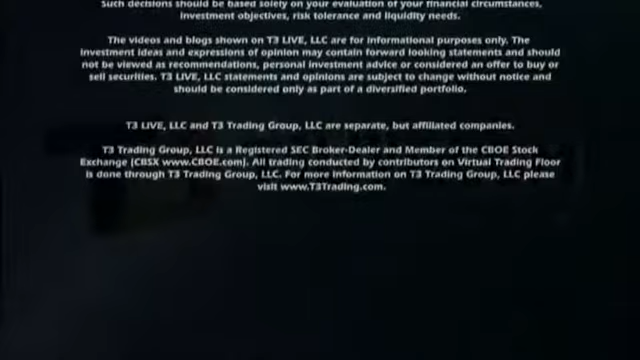 Such decisions should be based solely on your evaluation of your financial circumstances,
investment objectives, risk tolerance and liquidity needs.
The videos and blogs shown on T3 LIVE, LLC are for informational purposes only. The
investment ideas and expressions of opinion may contain forward looking statements and should
not be viewed as recommendations, personal investment advice or considered an offer to buy or
sell securities. T3 LIVE, LLC statements and opinions are subject to change without notice and
should be considered only as part of a diversified portfolio.
T3 LIVE, LLC and T3 Trading Group, LLC are separate, but affiliated companies.
T3 Trading Group, LLC is a Registered SEC Broker-Dealer and Member of the CBOE Stock
Exchange (CBSX www.CBOE.com). All trading conducted by contributors on Virtual Trading Floor
is done through T3 Trading Group, LLC. For more information on T3 Trading Group, LLC please
visit www.T3Trading.com.